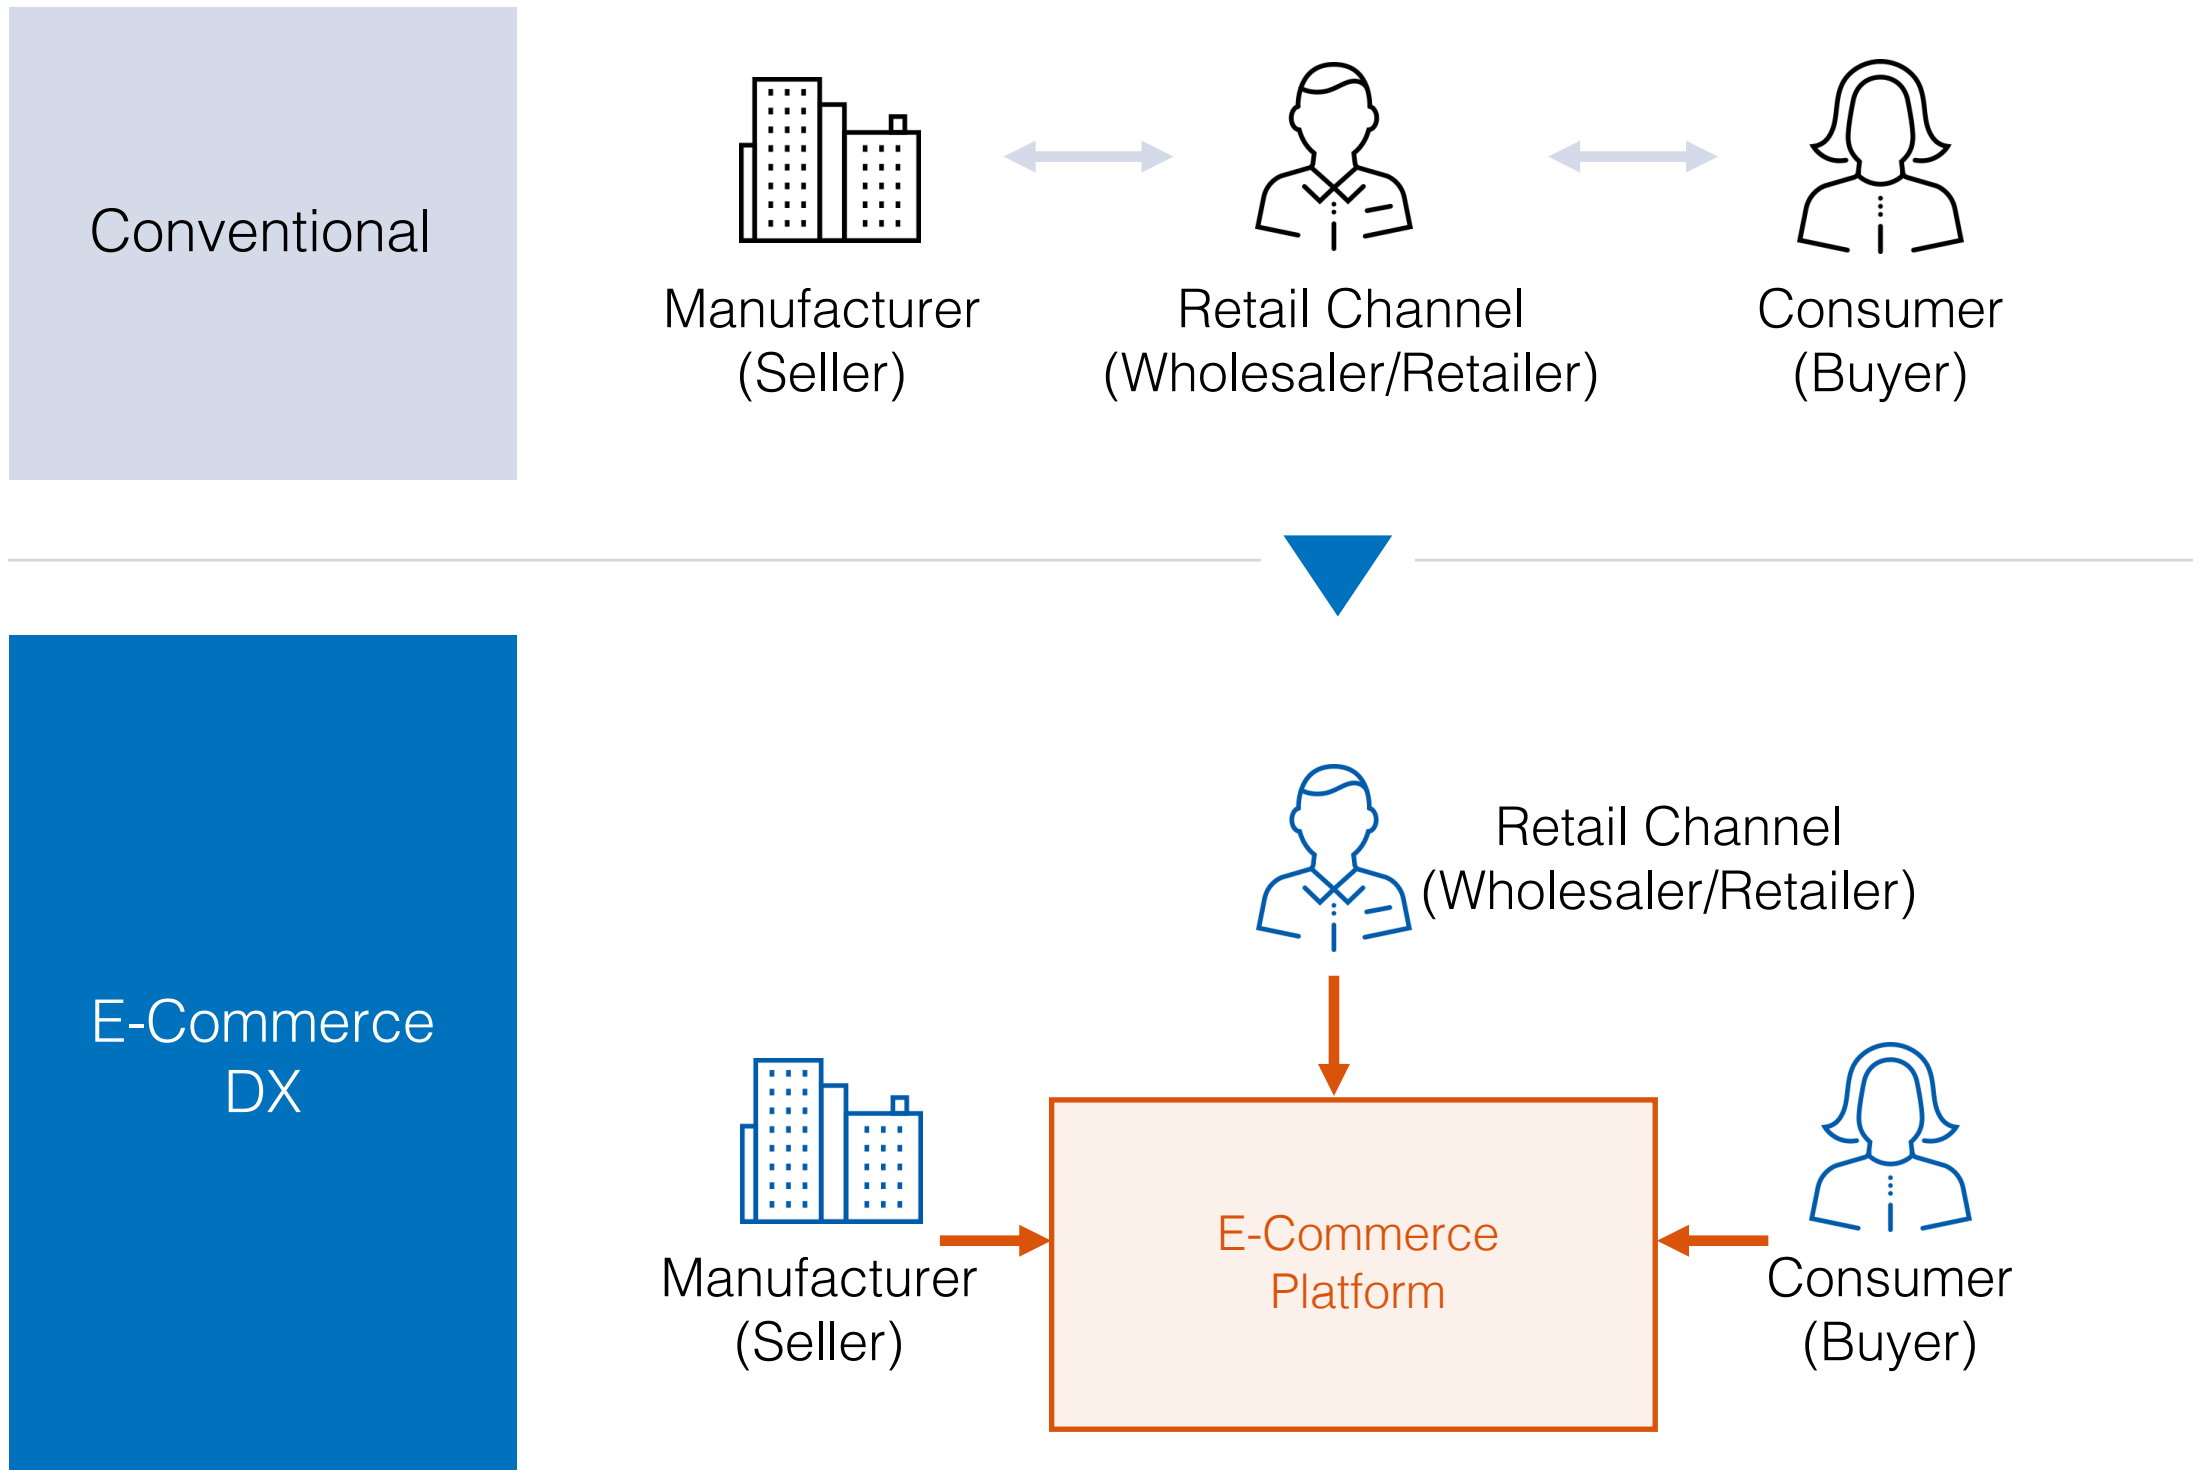 Conventional
Manufacturer
(Seller)
Retail Channel
(Wholesaler/Retailer)
Consumer
(Buyer)
E-Commerce
DX
Retail Channel
(Wholesaler/Retailer)
Manufacturer
(Seller)
E-Commerce
Platform
Consumer
(Buyer)